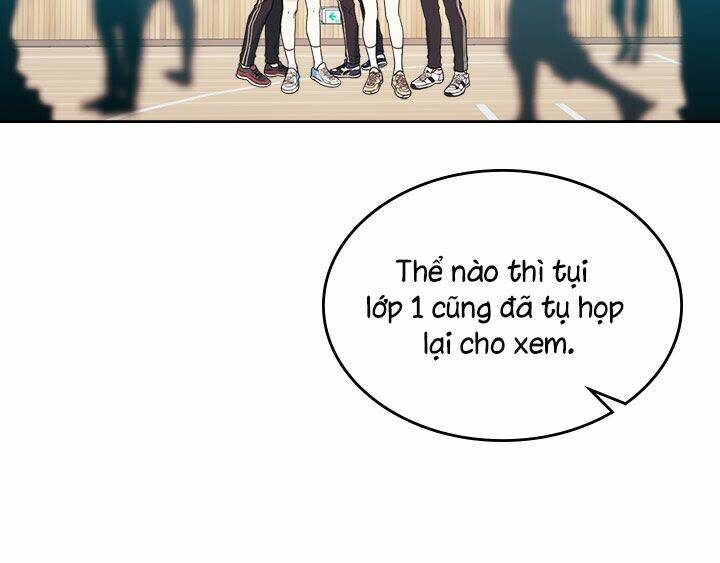 Thể nào thì tụi
lớp 1 cũng đã tụ họp
lại cho xem.